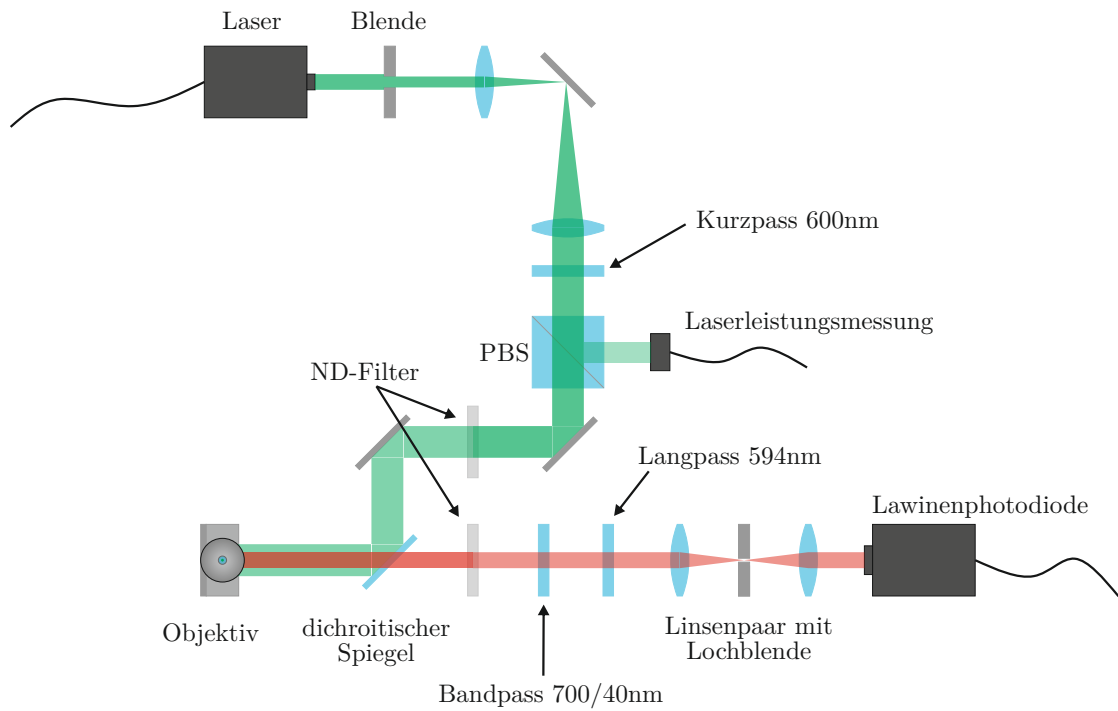 Laser
Blende
Kurzpass 600nm
Laserleistungsmessung
PBS
ND-Filter
Langpass 594nm
Lawinenphotodiode
Objektiv
dichroitischer
Spiegel
Linsenpaar mit
Lochblende
Bandpass 700/40nm